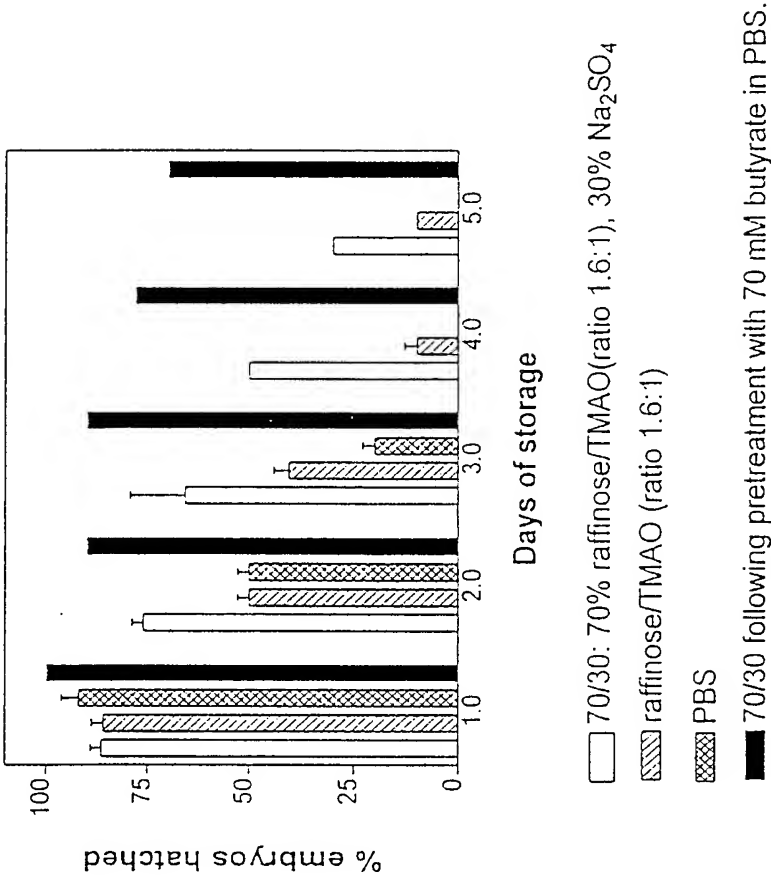 % embryos hatched
100
75
50
25
0
1.0 2.0 3.0 4.0 5.0
Days of storage
70/30: 70% raffinose/TMAO(ratio 1.6:1), 30% Na₂SO₄
raffinose/TMAO (ratio 1.6:1)
PBS
70/30 following pretreatment with 70 mM butyrate in PBS.